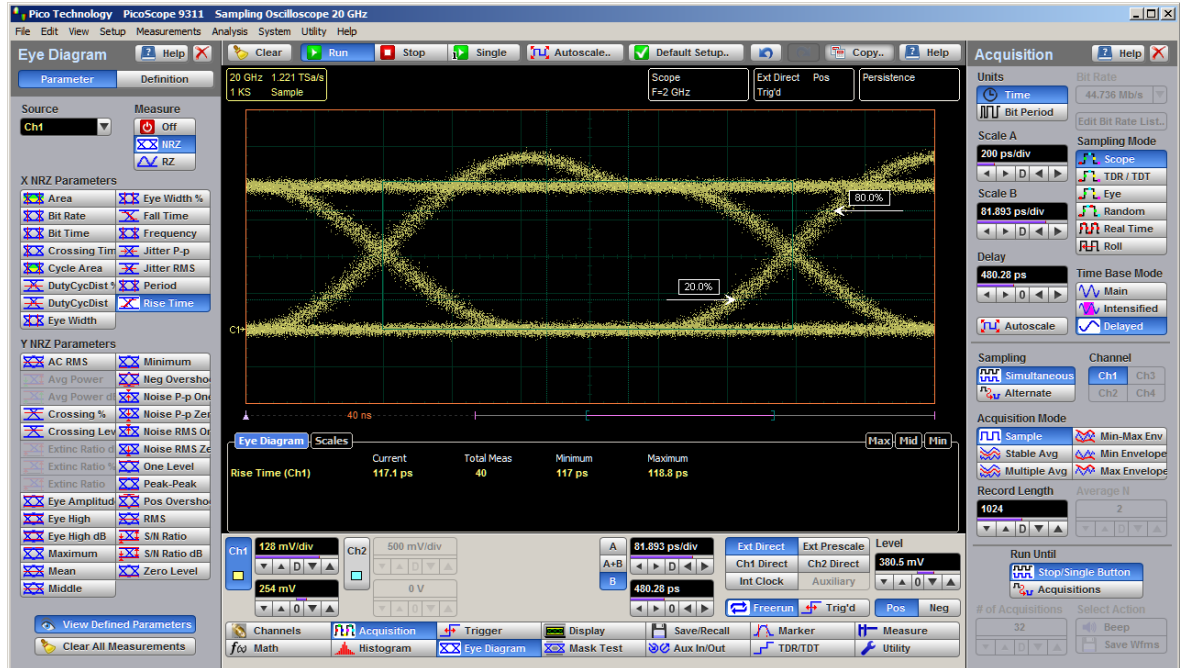 Pico Technology PicoScope 9311 Sampling Oscilloscope 20 GHz
File Edit View Setup Measurements Analysis System Utility Help
Eye Diagram Help
Clear Run Stop Single Autoscale.. Default Setup.. Copy.. Help
Acquisition Help
Parameter Definition
20 GHz 1.221 TSa/s
1 KS Sample
Scope
F=2 GHz
Ext Direct Pos
Trig'd
Persistence
Source Measure
Ch1 Off
NRZ
RZ
X NRZ Parameters
Area Eye Width %
Bit Rate Fall Time
Bit Time Frequency
Crossing Tim Jitter P-p
Cycle Area Jitter RMS
DutyCycDist % Period
DutyCycDist Rise Time
Eye Width
Y NRZ Parameters
AC RMS Minimum
Avg Power Neg Oversho
Avg Power d Noise P-p On
Crossing % Noise P-p Zer
Crossing Lev Noise RMS O
Extinc Ratio d Noise RMS Ze
Extinc Ratio % One Level
Extinc Ratio Peak-Peak
Eye Amplitud Pos Oversho
Eye High RMS
Eye High dB S/N Ratio
Maximum S/N Ratio dB
Mean Zero Level
Middle
View Defined Parameters
Clear All Measurements
80.0%
20.0%
C1
40 ns
Eye Diagram Scales Max Mid Min
Current Total Meas Minimum Maximum
Rise Time (Ch1) 117.1 ps 40 117 ps 118.8 ps
Ch1 128 mV/div Ch2 500 mV/div A 81.893 ps/div Ext Direct Ext Prescale Level
D D A+B D Ch1 Direct Ch2 Direct 380.5 mV
254 mV 0 V B 480.28 ps Int Clock Auxiliary 0
0 0 0 Freerun Trig'd Pos Neg
Channels Acquisition Trigger Display Save/Recall Marker Measure
f(x) Math Histogram Eye Diagram Mask Test Aux In/Out TDR/TDT Utility
Units Bit Rate
Time 44.736 Mb/s
Bit Period Edit Bit Rate List..
Scale A Sampling Mode
200 ps/div Scope
D TDR / TDT
Scale B Eye
81.893 ps/div Random
D Real Time
Roll
Delay
480.28 ps Time Base Mode
0 Main
Intensified
Autoscale Delayed
Sampling Channel
Simultaneous Ch1 Ch3
Alternate Ch2 Ch4
Acquisition Mode
Sample Min-Max Env
Stable Avg Min Envelope
Multiple Avg Max Envelope
Record Length Average N
1024 2
D D
Run Until
Stop/Single Button
Acquisitions
# of Acquisitions Select Action
32 Beep
D Save Wfms